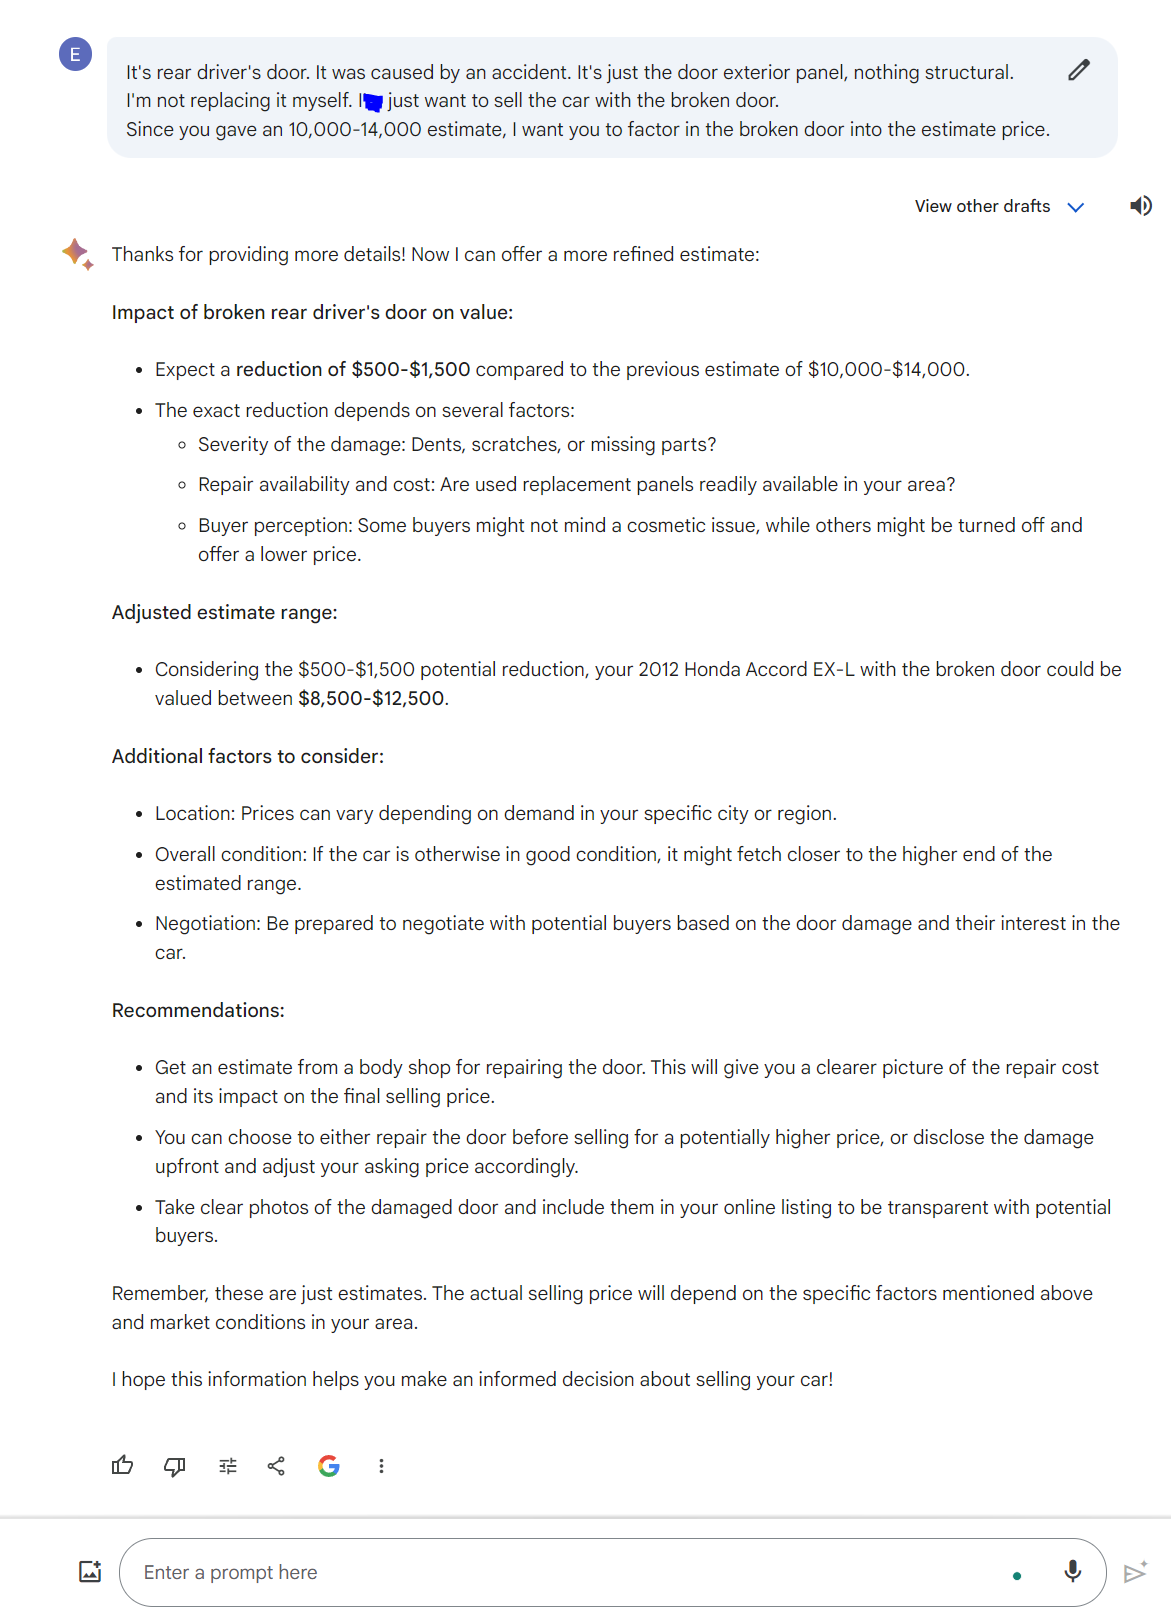 E
It's rear driver's door. It was caused by an accident. It's just the door exterior panel, nothing structural.
I'm not replacing it myself. I just want to sell the car with the broken door.
Since you gave an 10,000-14,000 estimate, I want you to factor in the broken door into the estimate price.
View other drafts
Thanks for providing more details! Now I can offer a more refined estimate:
Impact of broken rear driver's door on value:
• Expect a reduction of $500-$1,500 compared to the previous estimate of $10,000-$14,000.
• The exact reduction depends on several factors:
◦ Severity of the damage: Dents, scratches, or missing parts?
◦ Repair availability and cost: Are used replacement panels readily available in your area?
◦ Buyer perception: Some buyers might not mind a cosmetic issue, while others might be turned off and
offer a lower price.
Adjusted estimate range:
• Considering the $500-$1,500 potential reduction, your 2012 Honda Accord EX-L with the broken door could be
valued between $8,500-$12,500.
Additional factors to consider:
• Location: Prices can vary depending on demand in your specific city or region.
• Overall condition: If the car is otherwise in good condition, it might fetch closer to the higher end of the
estimated range.
• Negotiation: Be prepared to negotiate with potential buyers based on the door damage and their interest in the
car.
Recommendations:
• Get an estimate from a body shop for repairing the door. This will give you a clearer picture of the repair cost
and its impact on the final selling price.
• You can choose to either repair the door before selling for a potentially higher price, or disclose the damage
upfront and adjust your asking price accordingly.
• Take clear photos of the damaged door and include them in your online listing to be transparent with potential
buyers.
Remember, these are just estimates. The actual selling price will depend on the specific factors mentioned above
and market conditions in your area.
I hope this information helps you make an informed decision about selling your car!
Enter a prompt here